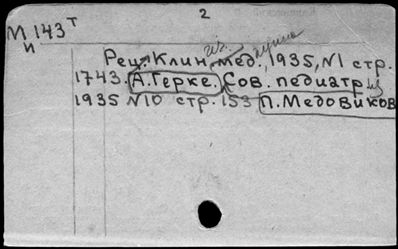 2
М 143т
и
Рец. Клин. мед., 1935, N1 стр.
1743. А. Герке. Сов. педиатр
1935 N10 стр. 153 П. Медовиков